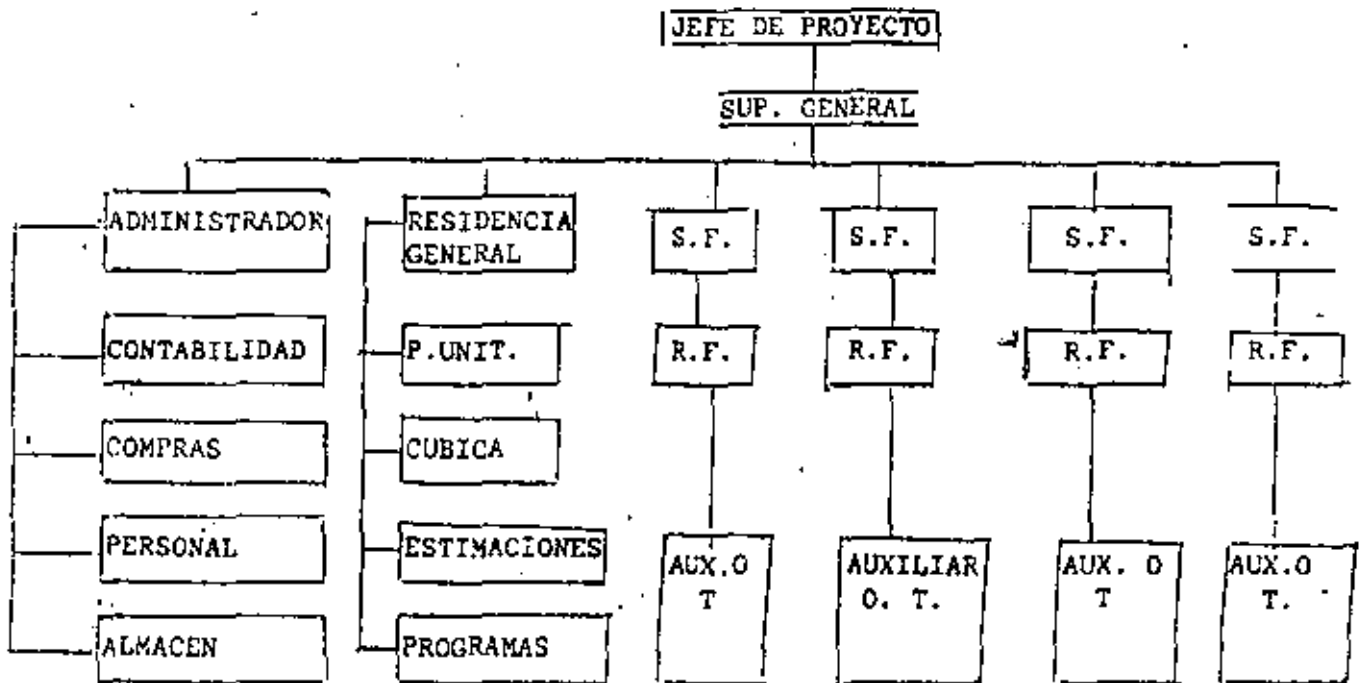 JEFE DE PROYECTO
SUP. GENERAL
ADMINISTRADOR
RESIDENCIA
GENERAL
S.F.
S.F.
S.F.
S.F.
CONTABILIDAD
P.UNIT.
R.F.
R.F.
R.F.
R.F.
COMPRAS
CUBICA
PERSONAL
ESTIMACIONES
AUX.O
T
AUXILIAR
O. T.
AUX. O
T
AUX.O
T.
ALMACEN
PROGRAMAS